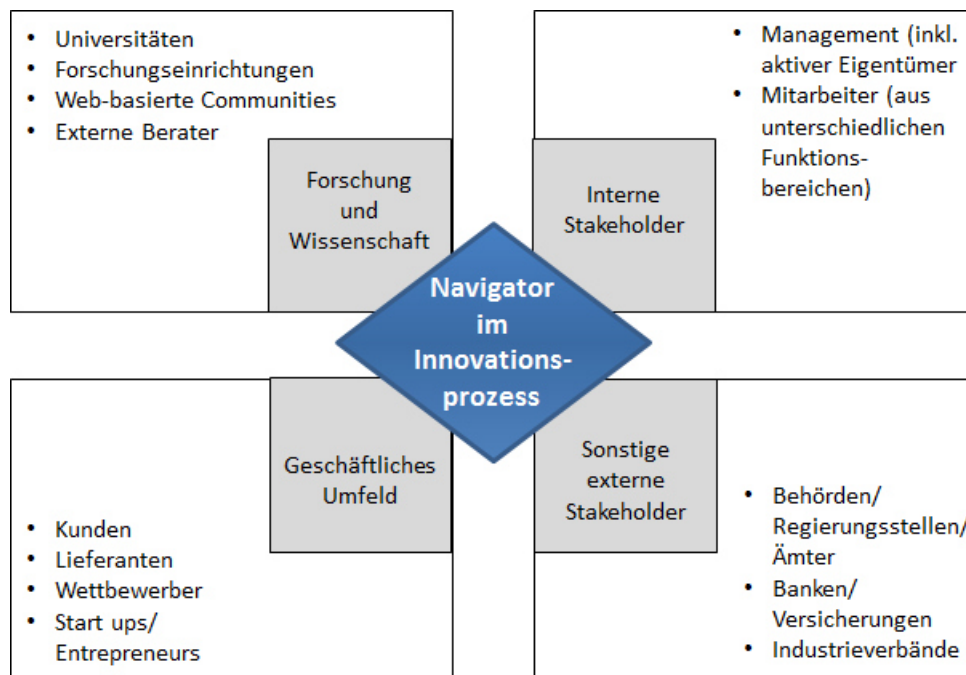 • Universitäten
• Forschungseinrichtungen
• Web-basierte Communities
• Externe Berater
Forschung
und
Wissenschaft
• Management (inkl.
aktiver Eigentümer
• Mitarbeiter (aus
unterschiedlichen
Funktions-
bereichen)
Interne
Stakeholder
Navigator
im
Innovations-
prozess
Geschäftliches
Umfeld
• Kunden
• Lieferanten
• Wettbewerber
• Start ups/
Entrepreneurs
Sonstige
externe
Stakeholder
• Behörden/
Regierungsstellen/
Ämter
• Banken/
Versicherungen
• Industrieverbände